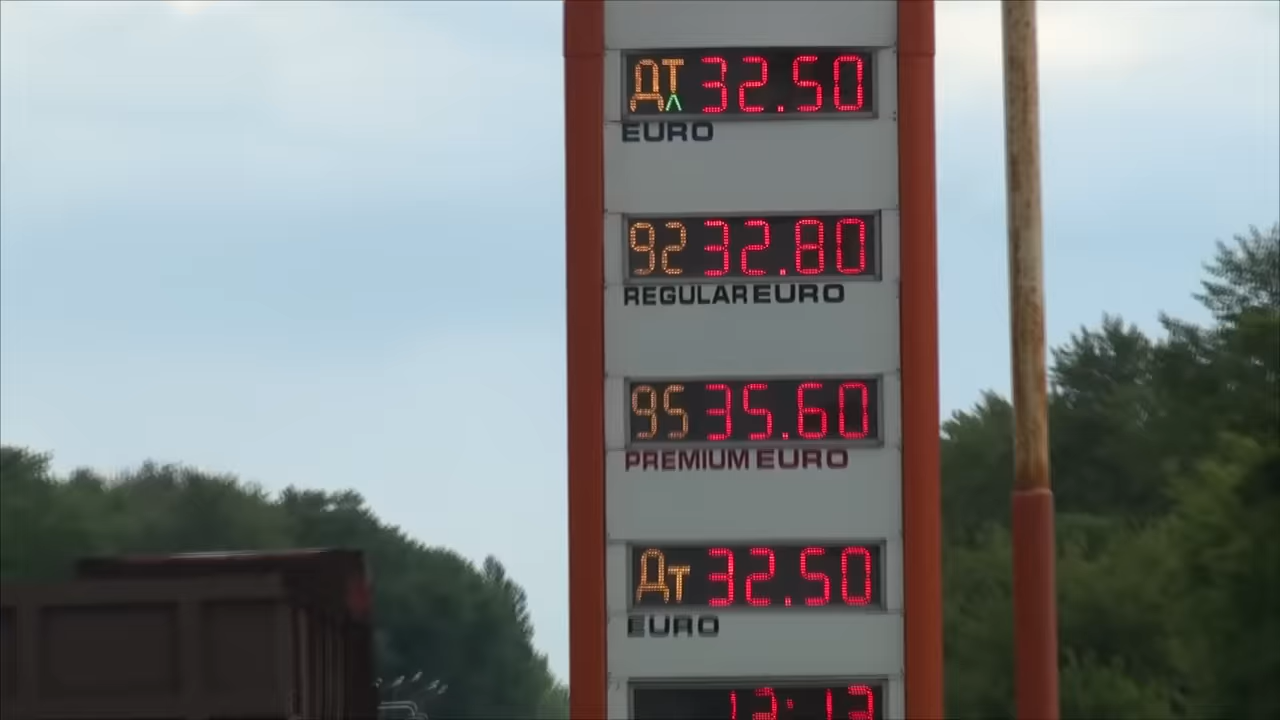 ДТ л 32.50
EURO
92 32.80
REGULAR EURO
95 35.60
PREMIUM EURO
Дт 32.50
EURO